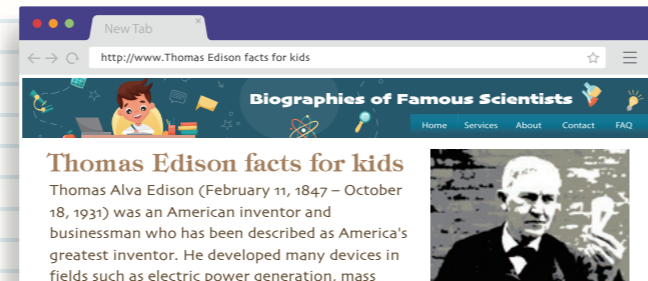 New Tab
http://www.Thomas Edison facts for kids
Biographies of Famous Scientists
Home Services About Contact FAQ
Thomas Edison facts for kids
Thomas Alva Edison (February 11, 1847 – October
18, 1931) was an American inventor and
businessman who has been described as America's
greatest inventor. He developed many devices in
fields such as electric power generation, mass